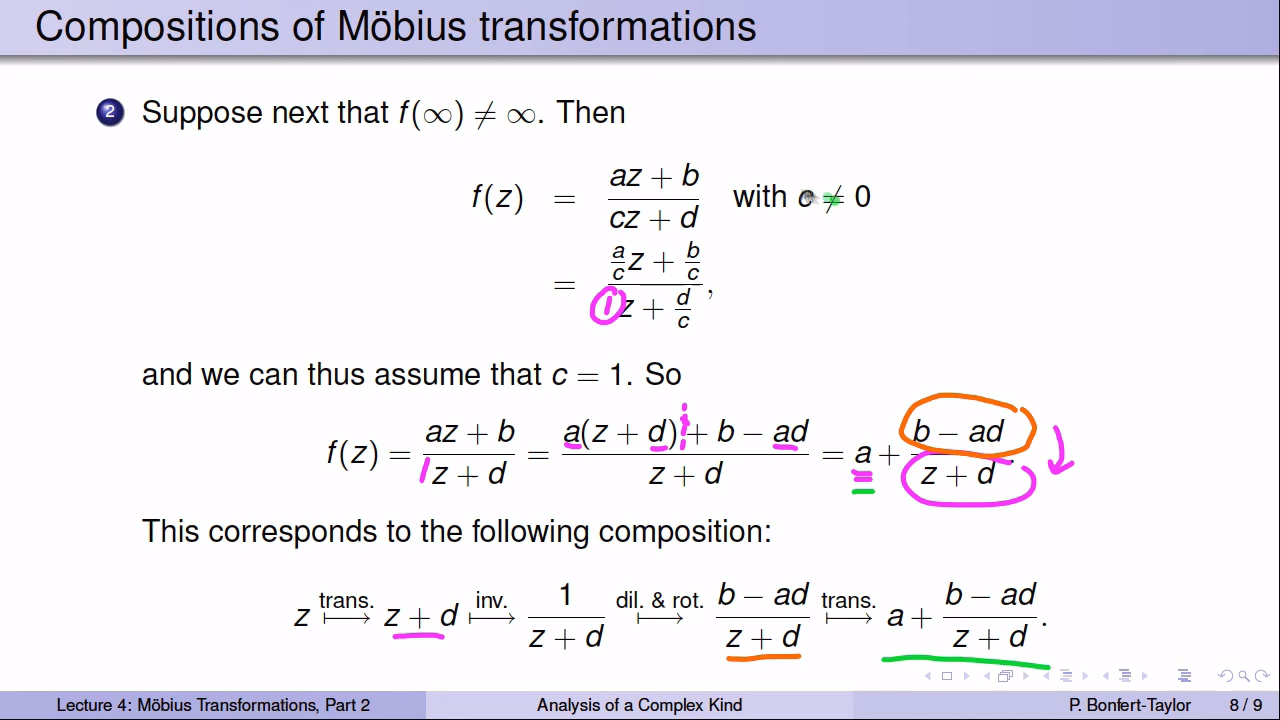 Compositions of Möbius transformations
2 Suppose next that f(∞) ≠ ∞. Then
f(z) = (az + b)/(cz + d) with c ≠ 0
= (a/c z + b/c)/(1 z + d/c),
and we can thus assume that c = 1. So
f(z) = (az + b)/(1 z + d) = (a(z + d) + b − ad)/(z + d) = a + (b − ad)/(z + d).
This corresponds to the following composition:
z trans. ⟼ z + d inv. ⟼ 1/(z + d) dil. & rot. ⟼ (b − ad)/(z + d) trans. ⟼ a + (b − ad)/(z + d).
Lecture 4: Möbius Transformations, Part 2 Analysis of a Complex Kind P. Bonfert-Taylor 8 / 9